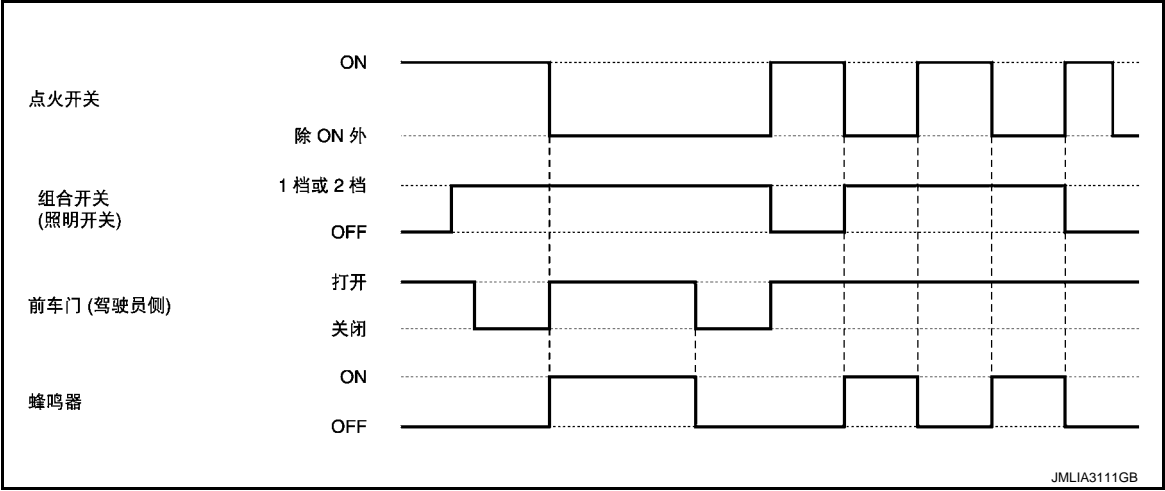 ON
点火开关
除 ON 外
1 档或 2 档
组合开关
(照明开关)
OFF
打开
前车门 (驾驶员侧)
关闭
ON
蜂鸣器
OFF
JMLIA3111GB